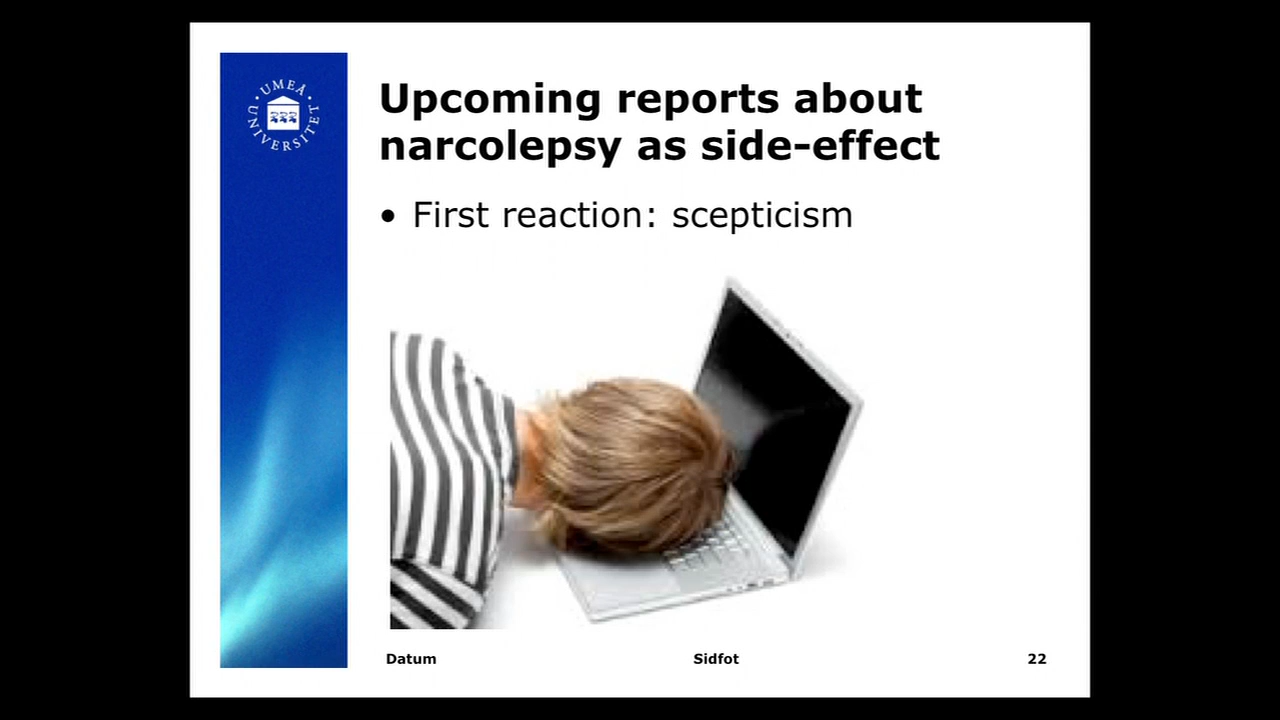 UMEÅ UNIVERSITET
Upcoming reports about
narcolepsy as side-effect
• First reaction: scepticism
Datum
Sidfot
22